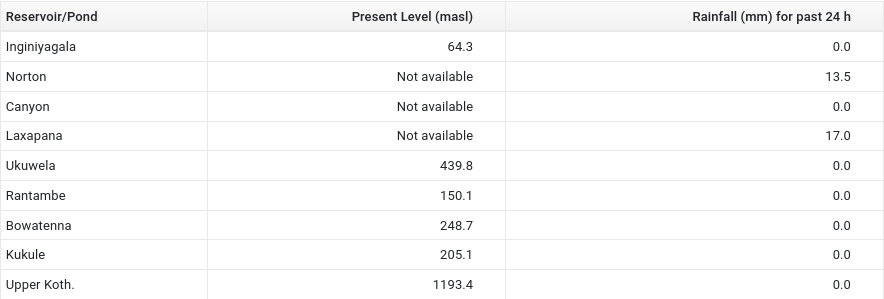 Reservoir/Pond Present Level (masl) Rainfall (mm) for past 24 h
Inginiyagala 64.3 0.0
Norton Not available 13.5
Canyon Not available 0.0
Laxapana Not available 17.0
Ukuwela 439.8 0.0
Rantambe 150.1 0.0
Bowatenna 248.7 0.0
Kukule 205.1 0.0
Upper Koth. 1193.4 0.0